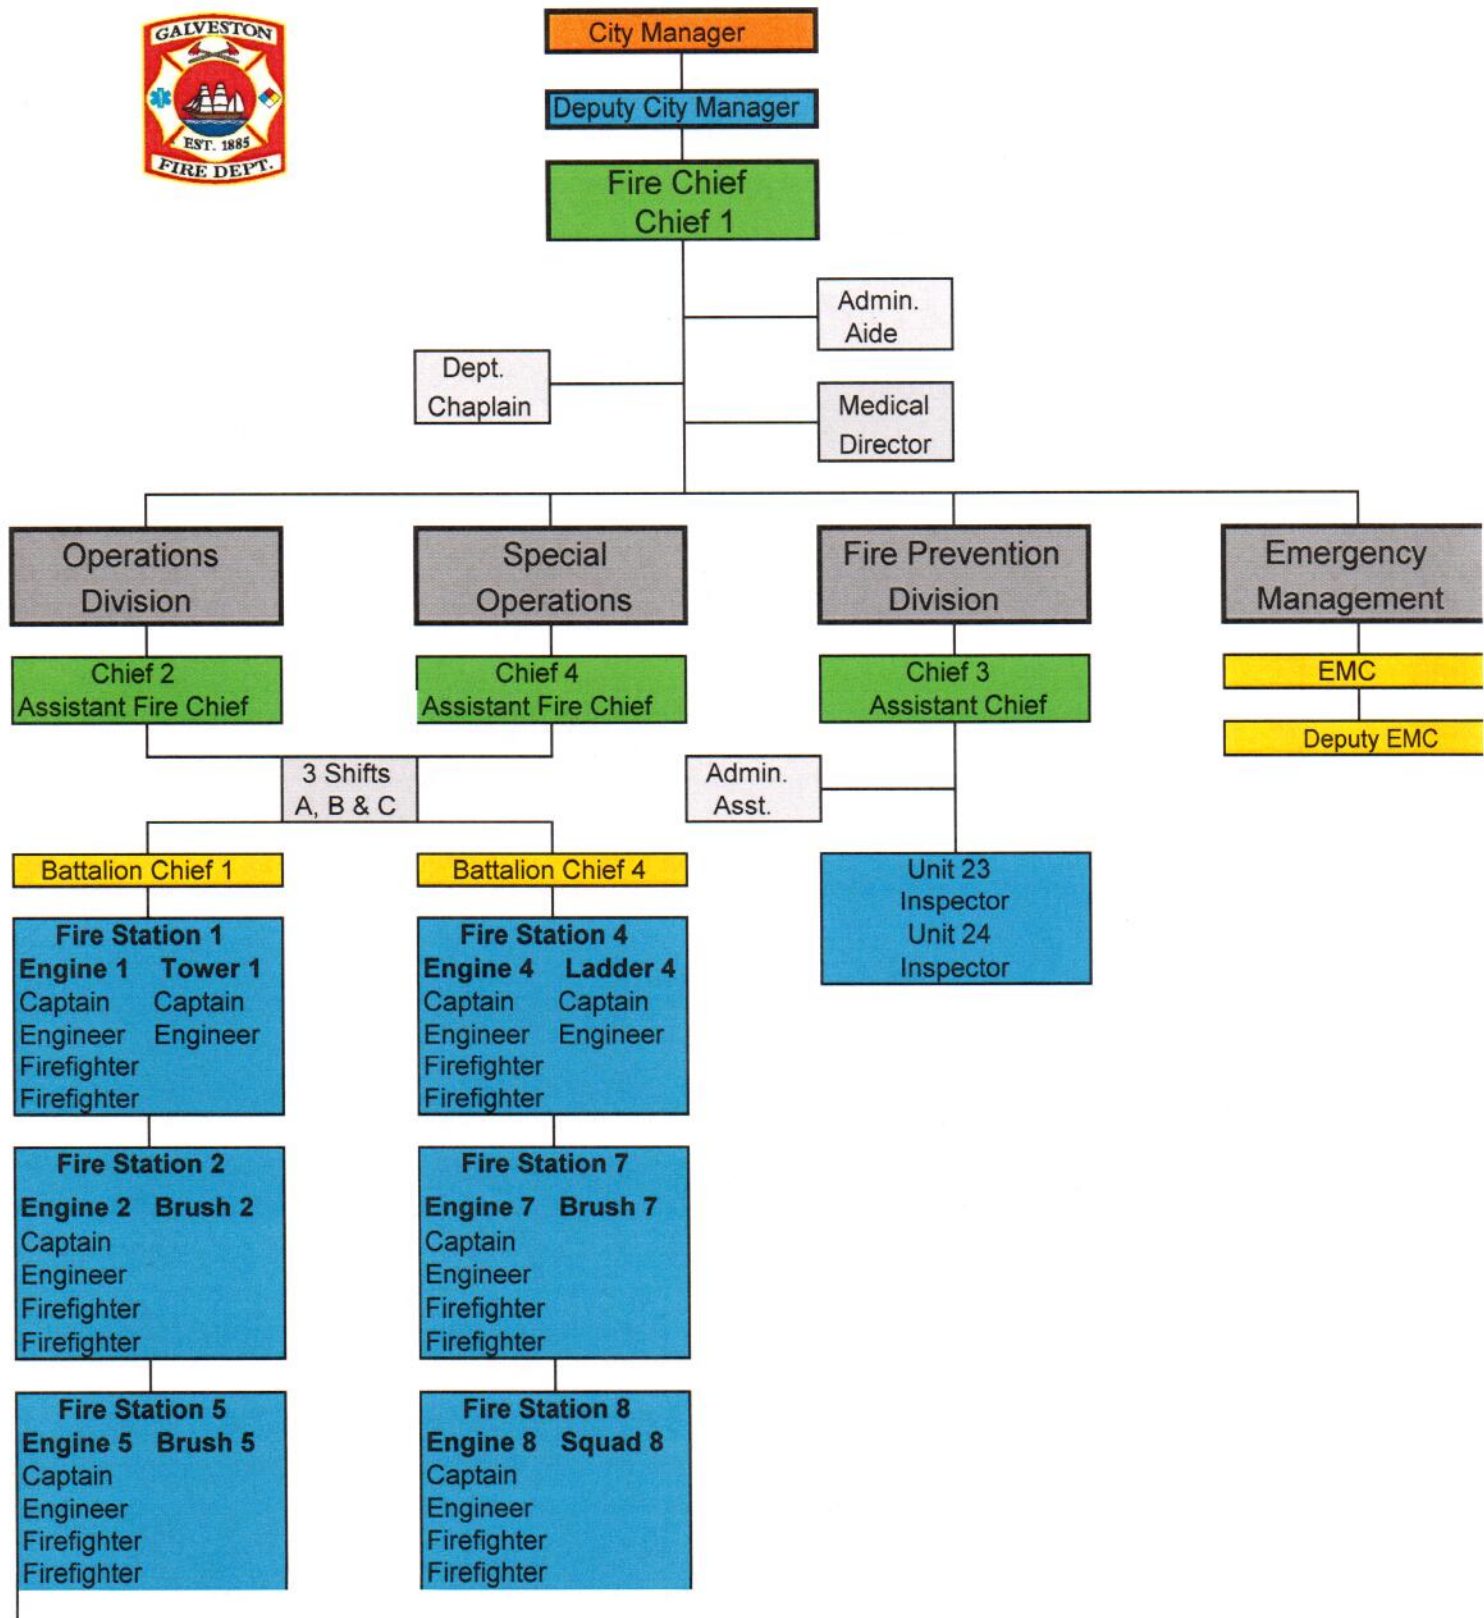 GALVESTON
EST. 1885
FIRE DEPT.
City Manager
Deputy City Manager
Fire Chief
Chief 1
Admin.
Aide
Dept.
Chaplain
Medical
Director
Operations
Division
Special
Operations
Fire Prevention
Division
Emergency
Management
Chief 2
Assistant Fire Chief
Chief 4
Assistant Fire Chief
Chief 3
Assistant Chief
EMC
Deputy EMC
3 Shifts
A, B & C
Admin.
Asst.
Battalion Chief 1
Battalion Chief 4
Unit 23
Inspector
Unit 24
Inspector
Fire Station 1
Engine 1 Tower 1
Captain Captain
Engineer Engineer
Firefighter
Firefighter
Fire Station 4
Engine 4 Ladder 4
Captain Captain
Engineer Engineer
Firefighter
Firefighter
Fire Station 2
Engine 2 Brush 2
Captain
Engineer
Firefighter
Firefighter
Fire Station 7
Engine 7 Brush 7
Captain
Engineer
Firefighter
Firefighter
Fire Station 5
Engine 5 Brush 5
Captain
Engineer
Firefighter
Firefighter
Fire Station 8
Engine 8 Squad 8
Captain
Engineer
Firefighter
Firefighter